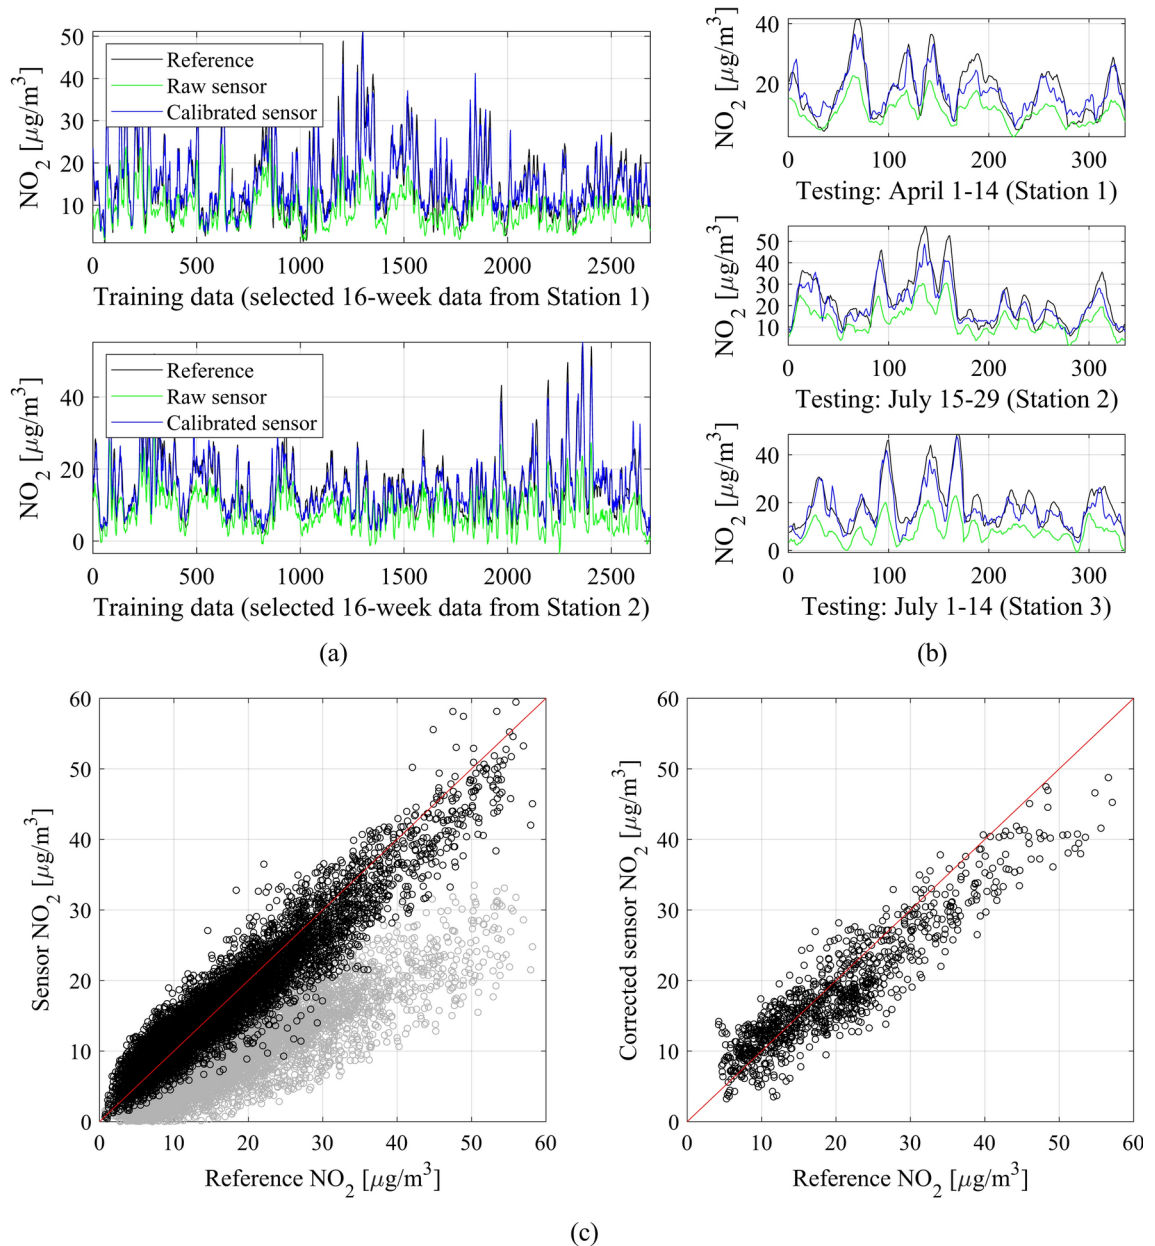 NO2 [µg/m3]
50
40
30
20
10
Reference
Raw sensor
Calibrated sensor
0 500 1000 1500 2000 2500
Training data (selected 16-week data from Station 1)
NO2 [µg/m3]
40
20
0
Reference
Raw sensor
Calibrated sensor
0 500 1000 1500 2000 2500
Training data (selected 16-week data from Station 2)
(a)
NO2 [µg/m3]
40
20
0 100 200 300
Testing: April 1-14 (Station 1)
NO2 [µg/m3]
50
40
30
20
10
0 100 200 300
Testing: July 15-29 (Station 2)
NO2 [µg/m3]
40
20
0
0 100 200 300
Testing: July 1-14 (Station 3)
(b)
Sensor NO2 [µg/m3]
60
50
40
30
20
10
0
0 10 20 30 40 50 60
Reference NO2 [µg/m3]
Corrected sensor NO2 [µg/m3]
60
50
40
30
20
10
0
0 10 20 30 40 50 60
Reference NO2 [µg/m3]
(c)